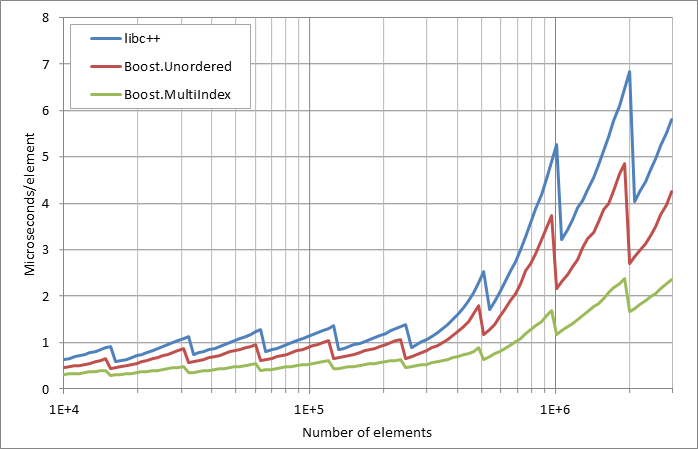 8
7
6
5
4
3
2
1
0
Microseconds/element
libc++
Boost.Unordered
Boost.MultiIndex
1E+4
1E+5
1E+6
Number of elements